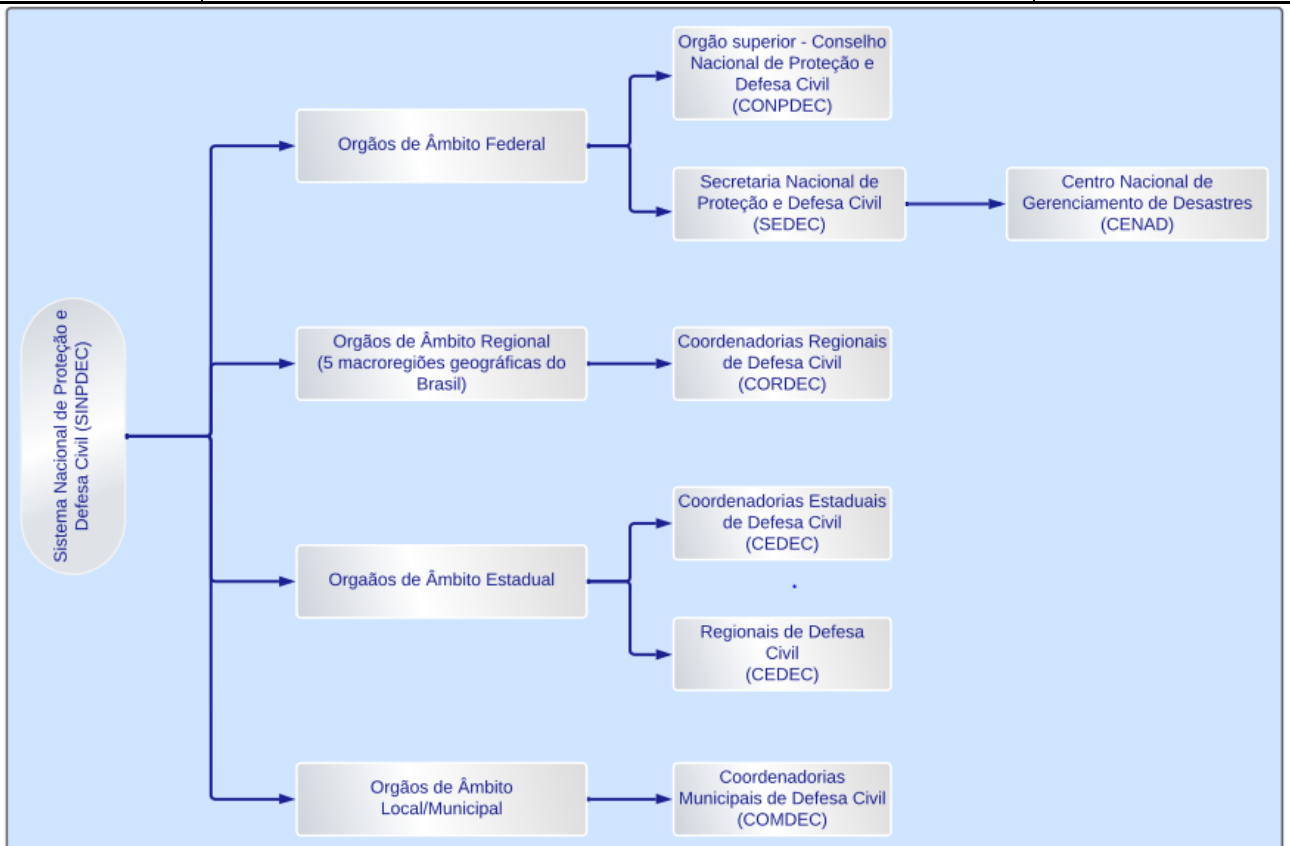 Sistema Nacional de Proteção e
Defesa Civil (SINPDEC)
Orgãos de Âmbito Federal
Orgão superior - Conselho
Nacional de Proteção e
Defesa Civil
(CONPDEC)
Secretaria Nacional de
Proteção e Defesa Civil
(SEDEC)
Centro Nacional de
Gerenciamento de Desastres
(CENAD)
Orgãos de Âmbito Regional
(5 macroregiões geográficas do
Brasil)
Coordenadorias Regionais
de Defesa Civil
(CORDEC)
Orgaãos de Âmbito Estadual
Coordenadorias Estaduais
de Defesa Civil
(CEDEC)
Regionais de Defesa
Civil
(CEDEC)
Orgãos de Âmbito
Local/Municipal
Coordenadorias
Municipais de Defesa Civil
(COMDEC)